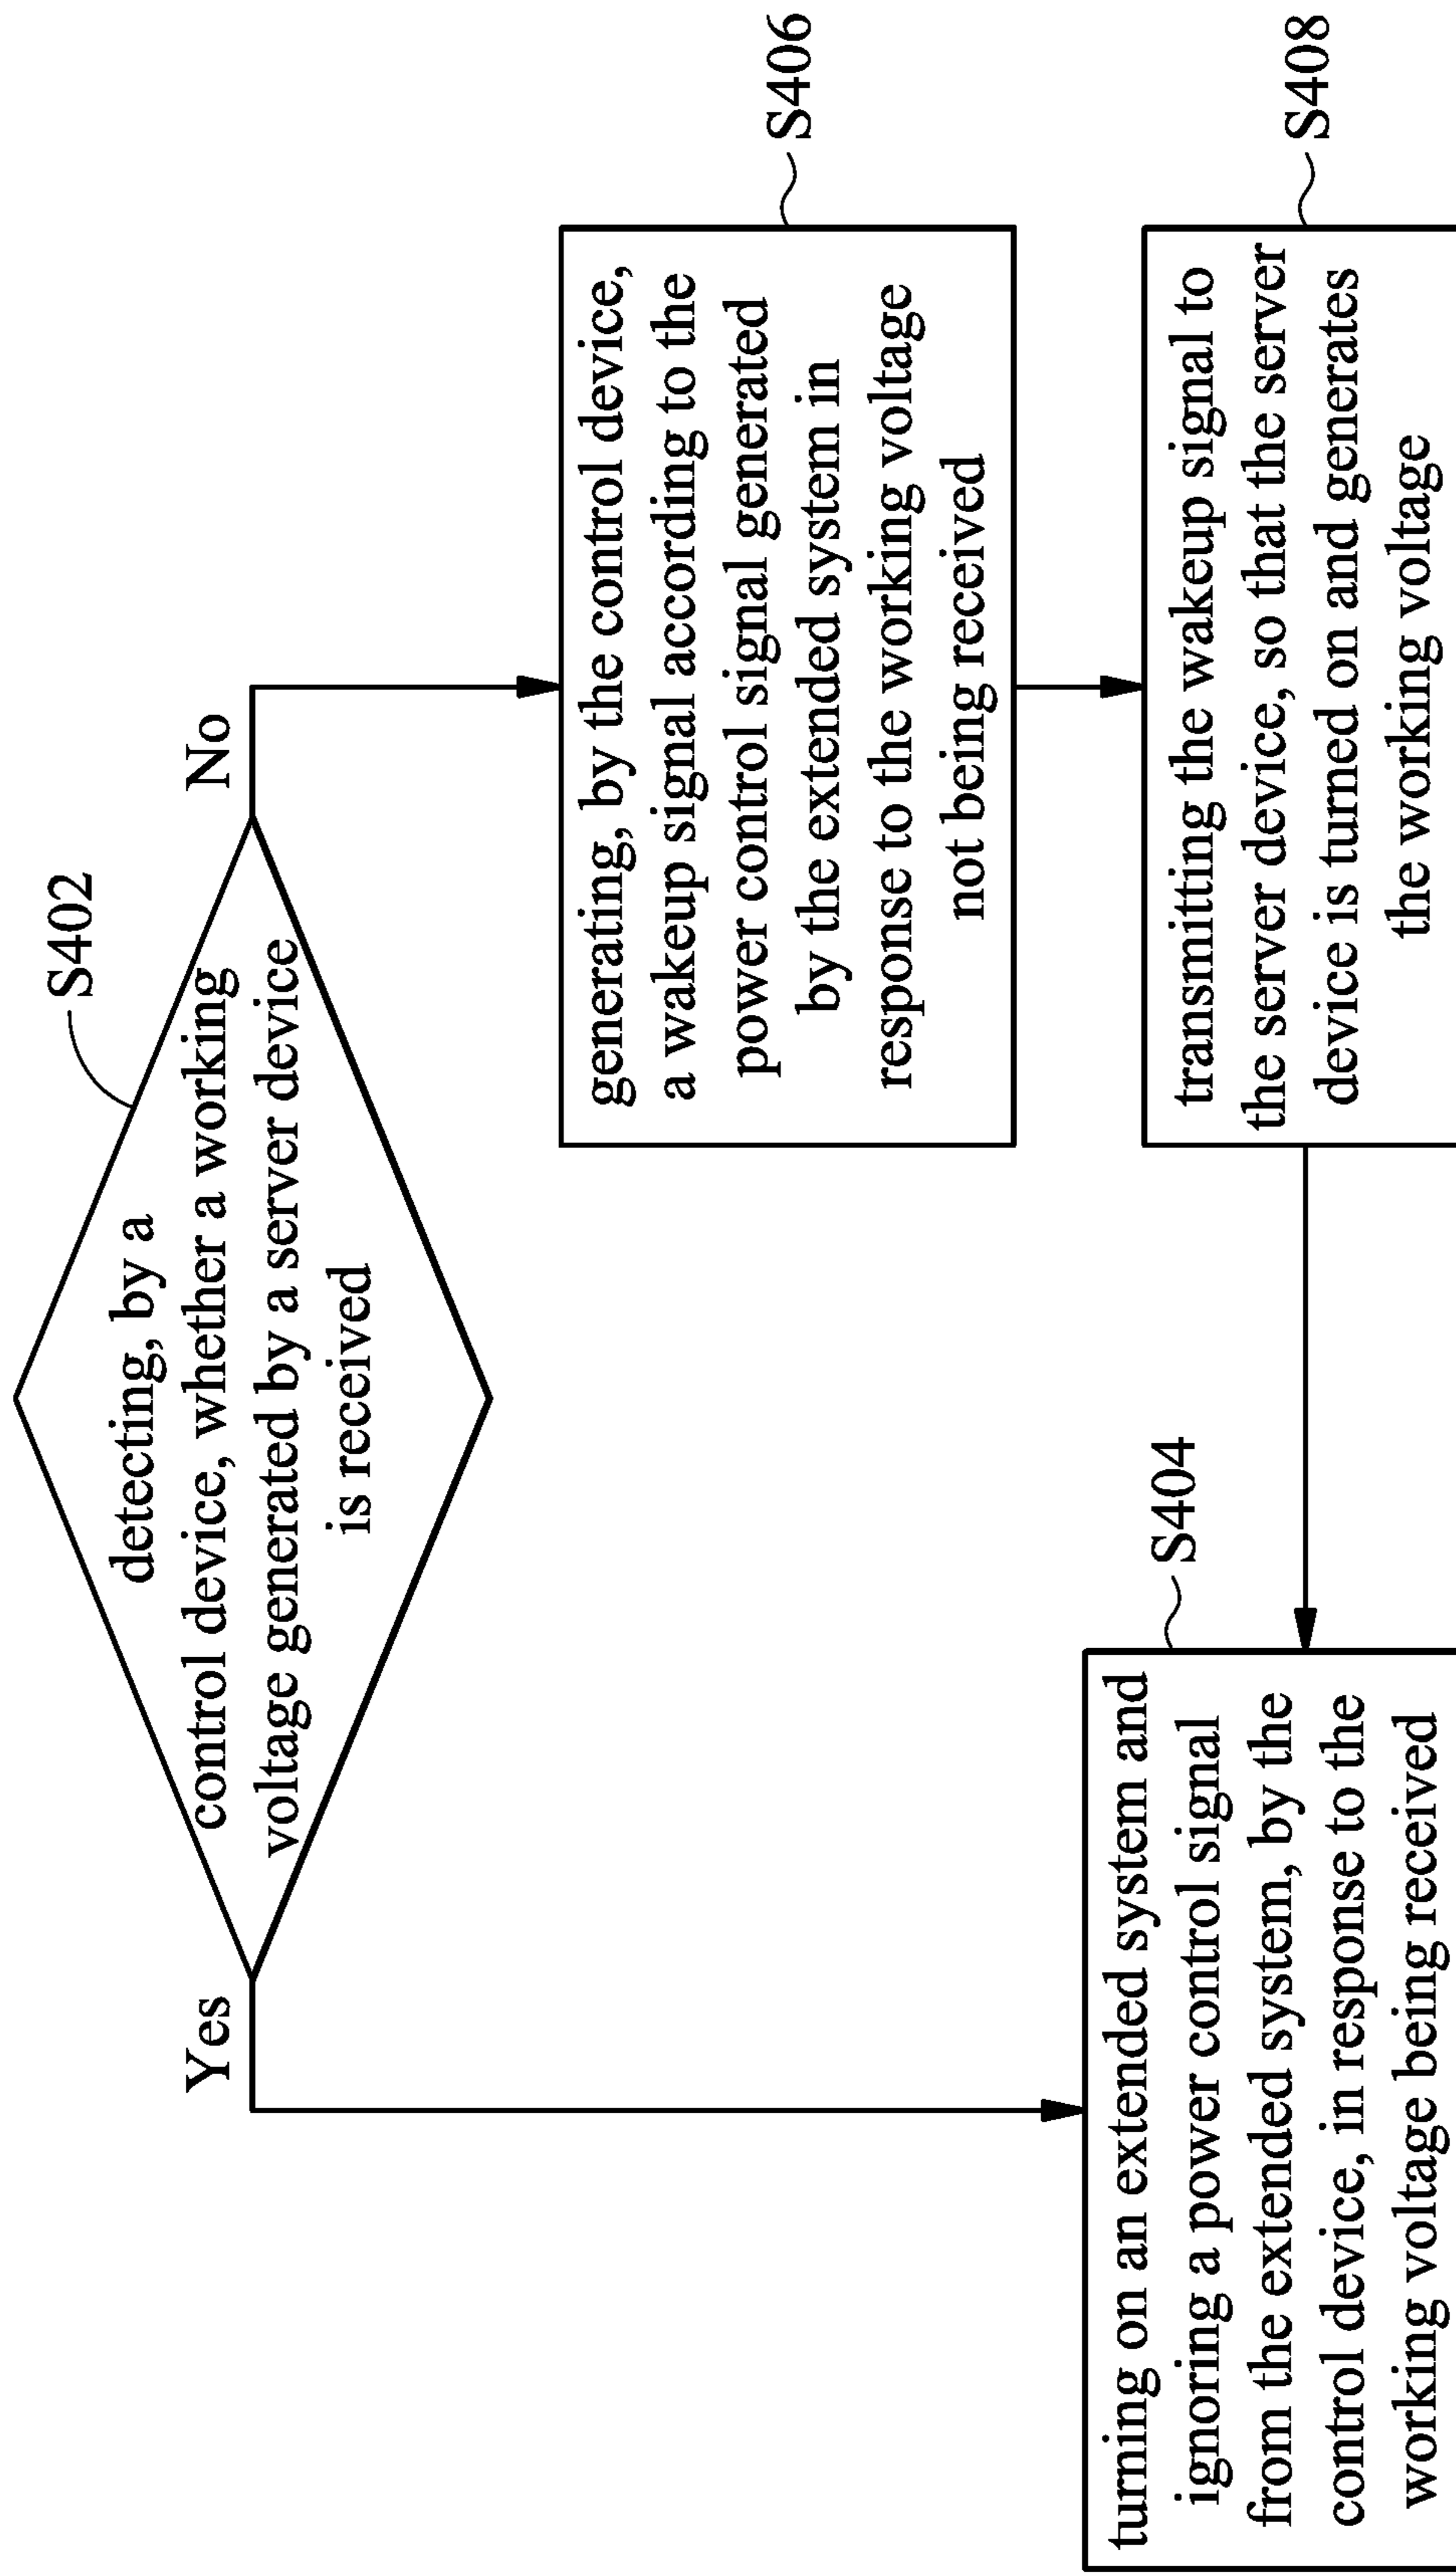 S402
detecting, by a
control device, whether a working
voltage generated by a server device
is received
Yes
No
generating, by the control device,
a wakeup signal according to the
power control signal generated
by the extended system in
response to the working voltage
not being received
S406
transmitting the wakeup signal to
the server device, so that the server
device is turned on and generates
the working voltage
S408
S404
turning on an extended system and
ignoring a power control signal
from the extended system, by the
control device, in response to the
working voltage being received